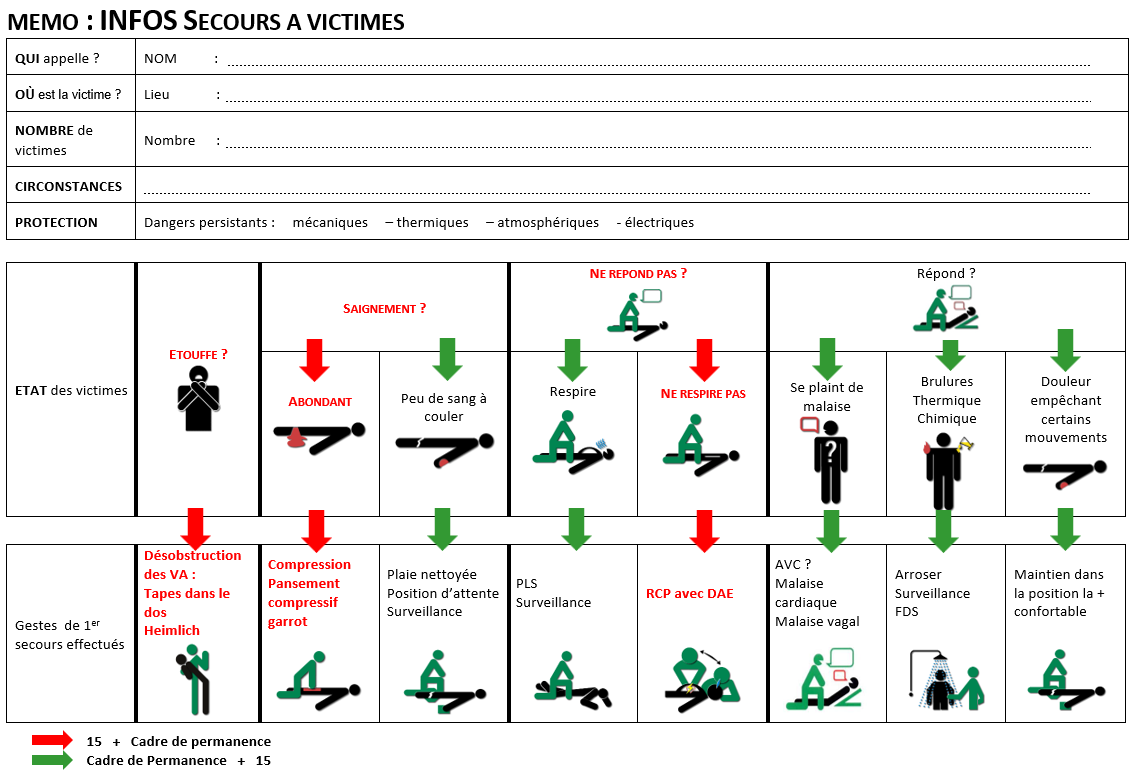 MEMO : INFOS SECOURS A VICTIMES
QUI appelle ?
NOM :
OÙ est la victime ?
Lieu :
NOMBRE de
victimes
Nombre :
CIRCONSTANCES
PROTECTION
Dangers persistants : mécaniques – thermiques – atmosphériques - électriques
ETAT des victimes
ETOUFFE ?
SAIGNEMENT ?
ABONDANT
Peu de sang à
couler
NE REPOND PAS ?
Respire
NE RESPIRE PAS
Répond ?
Se plaint de
malaise
?
Brulures
Thermique
Chimique
Douleur
empêchant
certains
mouvements
Gestes de 1er
secours effectués
Désobstruction
des VA :
Tapes dans le
dos
Heimlich
Compression
Pansement
compressif
garrot
Plaie nettoyée
Position d’attente
Surveillance
PLS
Surveillance
RCP avec DAE
AVC ?
Malaise
cardiaque
Malaise vagal
Arroser
Surveillance
FDS
Maintien dans
la position la +
confortable
15 + Cadre de permanence
Cadre de Permanence + 15